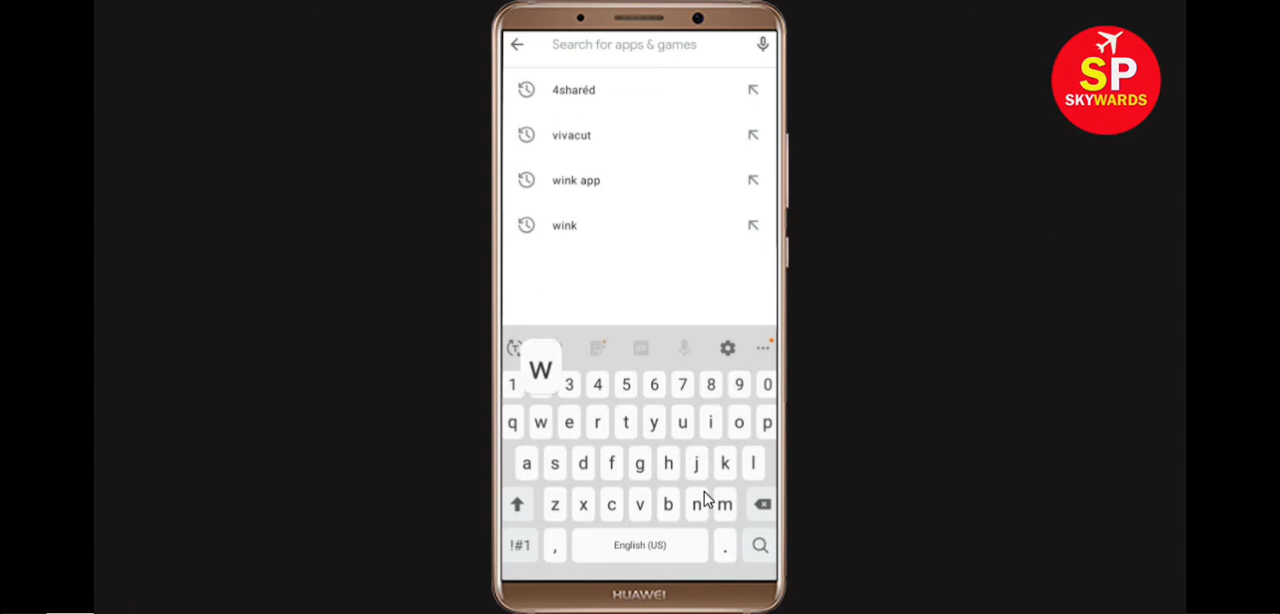 Search for apps & games
SP
SKYWARDS
4sharéd
vivacut
wink app
wink
W
1 3 4 5 6 7 8 9 0
q w e r t y u i o p
a s d f g h j k l
z x c v b n m
!#1 , English (US) .
HUAWEI